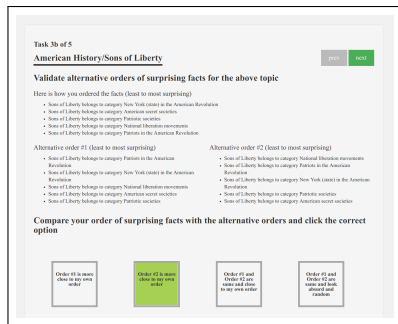 Task 3b of 5
American History/Sons of Liberty
prev
next
Validate alternative orders of surprising facts for the above topic
Here is how you ordered the facts (least to most surprising)
Sons of Liberty belongs to category New York (state) in the American Revolution
Sons of Liberty belongs to category American secret societies
Sons of Liberty belongs to category Patriotic societies
Sons of Liberty belongs to category National liberation movements
Sons of Liberty belongs to category Patriots in the American Revolution
Alternative order #1 (least to most surprising)
Sons of Liberty belongs to category Patriots in the American
Revolution
Sons of Liberty belongs to category New York (state) in the American
Revolution
Sons of Liberty belongs to category National liberation movements
Sons of Liberty belongs to category American secret societies
Sons of Liberty belongs to category Patriotic societies
Alternative order #2 (least to most surprising)
Sons of Liberty belongs to category National liberation movements
Sons of Liberty belongs to category Patriots in the American
Revolution
Sons of Liberty belongs to category New York (state) in the American
Revolution
Sons of Liberty belongs to category Patriotic societies
Sons of Liberty belongs to category American secret societies
Compare your order of surprising facts with the alternative orders and click the correct
option
Order #1 is more
close to my own
order
Order #2 is more
close to my own
order
Order #1 and
Order #2 are
same and close
to my own order
Order #1 and
Order #2 are
same and look
absurd and
random